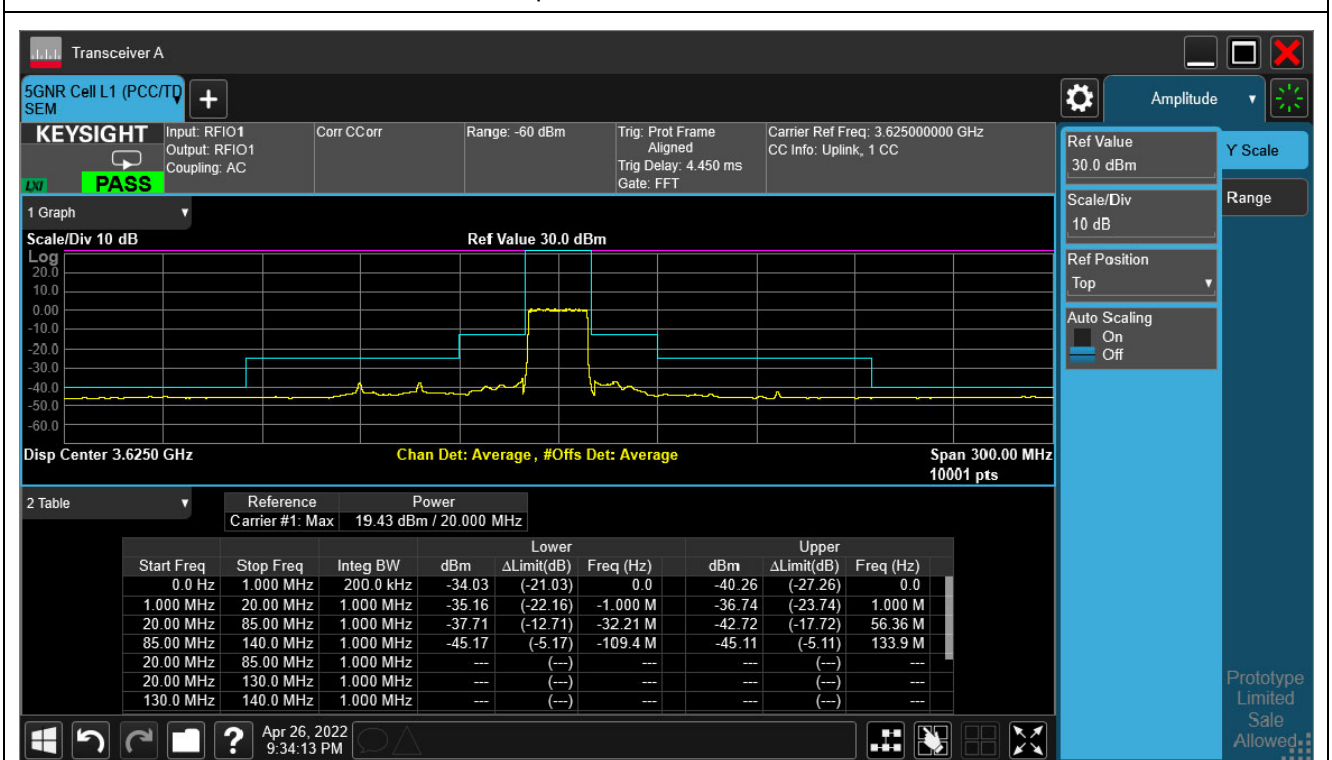 Transceiver A
5GNR Cell L1 (PCC/TD
SEM
+
Amplitude
KEYSIGHT
LXI
PASS
Input: RFIO1
Output: RFIO1
Coupling: AC
Corr CCorr
Range: -60 dBm
Trig: Prot Frame
Aligned
Trig Delay: 4.450 ms
Gate: FFT
Carrier Ref Freq: 3.625000000 GHz
CC Info: Uplink, 1 CC
Ref Value
30.0 dBm
Scale/Div
10 dB
Ref Position
Top
Auto Scaling
On
Off
Y Scale
Range
1 Graph
Scale/Div 10 dB
Ref Value 30.0 dBm
Log
20.0
10.0
0.00
-10.0
-20.0
-30.0
-40.0
-50.0
-60.0
Disp Center 3.6250 GHz
Chan Det: Average , #Offs Det: Average
Span 300.00 MHz
10001 pts
2 Table
Reference Power
Carrier #1: Max 19.43 dBm / 20.000 MHz
Lower Upper
Start Freq Stop Freq Integ BW dBm ΔLimit(dB) Freq (Hz) dBm ΔLimit(dB) Freq (Hz)
0.0 Hz 1.000 MHz 200.0 kHz -34.03 (-21.03) 0.0 -40.26 (-27.26) 0.0
1.000 MHz 20.00 MHz 1.000 MHz -35.16 (-22.16) -1.000 M -36.74 (-23.74) 1.000 M
20.00 MHz 85.00 MHz 1.000 MHz -37.71 (-12.71) -32.21 M -42.72 (-17.72) 56.36 M
85.00 MHz 140.0 MHz 1.000 MHz -45.17 (-5.17) -109.4 M -45.11 (-5.11) 133.9 M
20.00 MHz 85.00 MHz 1.000 MHz --- (---) --- --- (---) ---
20.00 MHz 130.0 MHz 1.000 MHz --- (---) --- --- (---) ---
130.0 MHz 140.0 MHz 1.000 MHz --- (---) --- --- (---) ---
?
Apr 26, 2022
9:34:13 PM
Prototype
Limited
Sale
Allowed